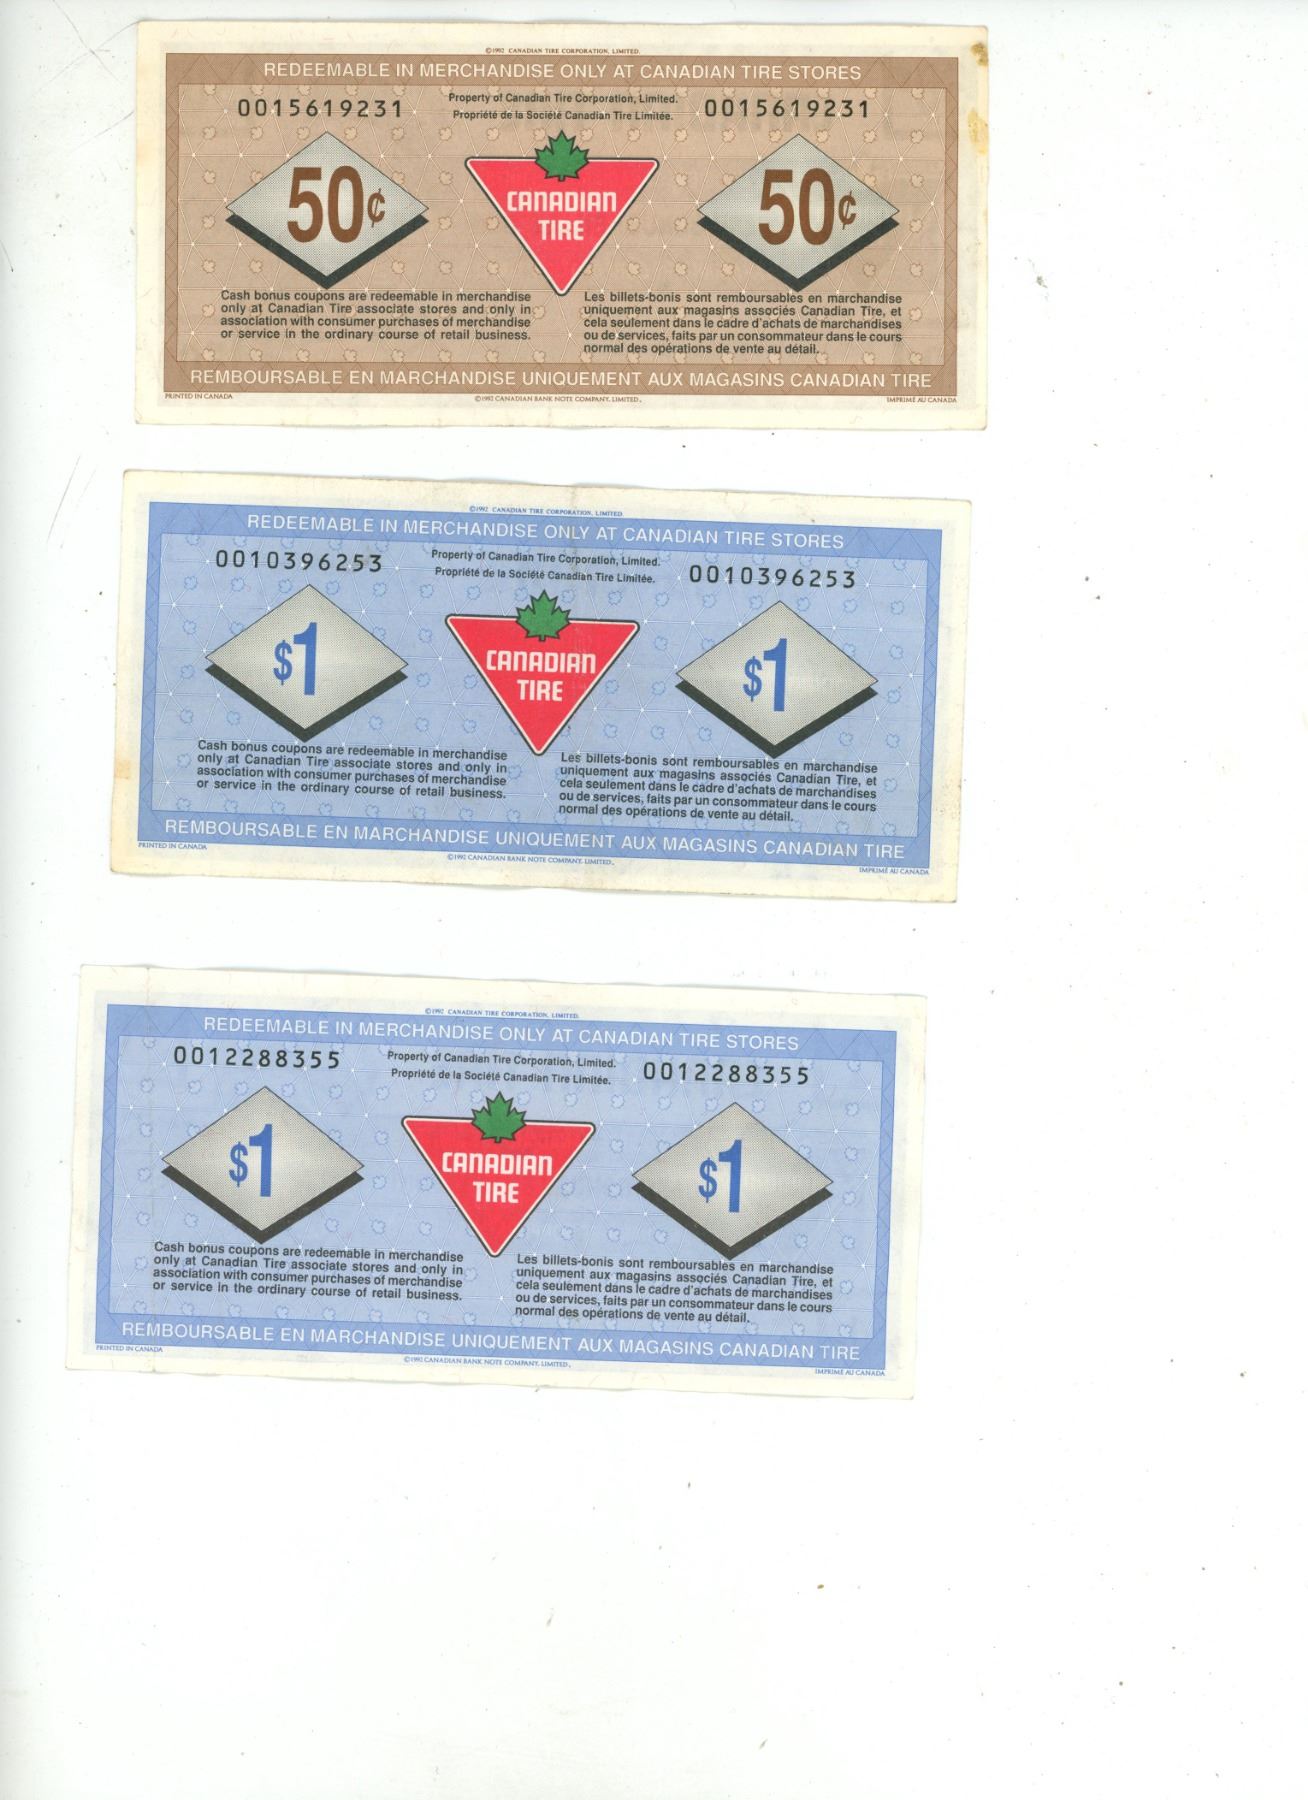 ©1992 CANADIAN TIRE CORPORATION, LIMITED.
REDEEMABLE IN MERCHANDISE ONLY AT CANADIAN TIRE STORES
0015619231 Property of Canadian Tire Corporation, Limited. 0015619231
Propriété de la Société Canadian Tire Limitée.
50¢ CANADIAN 50¢
TIRE
Cash bonus coupons are redeemable in merchandise
only at Canadian Tire associate stores and only in
association with consumer purchases of merchandise
or service in the ordinary course of retail business.
Les billets-bonis sont remboursables en marchandise
uniquement aux magasins associés Canadian Tire, et
cela seulement dans le cadre d'achats de marchandises
ou de services, faits par un consommateur dans le cours
normal des opérations de vente au détail.
REMBOURSABLE EN MARCHANDISE UNIQUEMENT AUX MAGASINS CANADIAN TIRE
PRINTED IN CANADA ©1992 CANADIAN BANK NOTE COMPANY, LIMITED. IMPRIMÉ AU CANADA
©1992 CANADIAN TIRE CORPORATION, LIMITED.
REDEEMABLE IN MERCHANDISE ONLY AT CANADIAN TIRE STORES
0010396253 Property of Canadian Tire Corporation, Limited. 0010396253
Propriété de la Société Canadian Tire Limitée.
$1 CANADIAN $1
TIRE
Cash bonus coupons are redeemable in merchandise
only at Canadian Tire associate stores and only in
association with consumer purchases of merchandise
or service in the ordinary course of retail business.
Les billets-bonis sont remboursables en marchandise
uniquement aux magasins associés Canadian Tire, et
cela seulement dans le cadre d'achats de marchandises
ou de services, faits par un consommateur dans le cours
normal des opérations de vente au détail.
REMBOURSABLE EN MARCHANDISE UNIQUEMENT AUX MAGASINS CANADIAN TIRE
PRINTED IN CANADA ©1992 CANADIAN BANK NOTE COMPANY, LIMITED. IMPRIMÉ AU CANADA
©1992 CANADIAN TIRE CORPORATION, LIMITED.
REDEEMABLE IN MERCHANDISE ONLY AT CANADIAN TIRE STORES
0012288355 Property of Canadian Tire Corporation, Limited. 0012288355
Propriété de la Société Canadian Tire Limitée.
$1 CANADIAN $1
TIRE
Cash bonus coupons are redeemable in merchandise
only at Canadian Tire associate stores and only in
association with consumer purchases of merchandise
or service in the ordinary course of retail business.
Les billets-bonis sont remboursables en marchandise
uniquement aux magasins associés Canadian Tire, et
cela seulement dans le cadre d'achats de marchandises
ou de services, faits par un consommateur dans le cours
normal des opérations de vente au détail.
REMBOURSABLE EN MARCHANDISE UNIQUEMENT AUX MAGASINS CANADIAN TIRE
PRINTED IN CANADA ©1992 CANADIAN BANK NOTE COMPANY, LIMITED. IMPRIMÉ AU CANADA